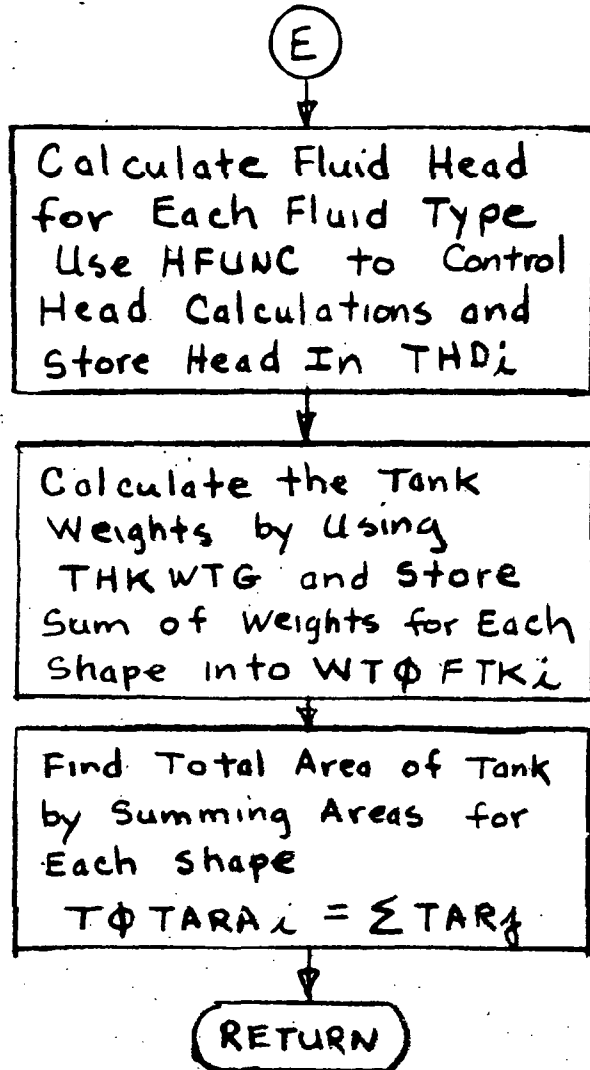 E
Calculate Fluid Head
for Each Fluid Type
Use HFUNC to Control
Head Calculations and
Store Head In THDi
Calculate the Tank
Weights by Using
THKWTG and Store
Sum of Weights for Each
Shape into WTΦFTKi
Find Total Area of Tank
by Summing Areas for
Each Shape
TΦTARAi = ΣTARj
RETURN